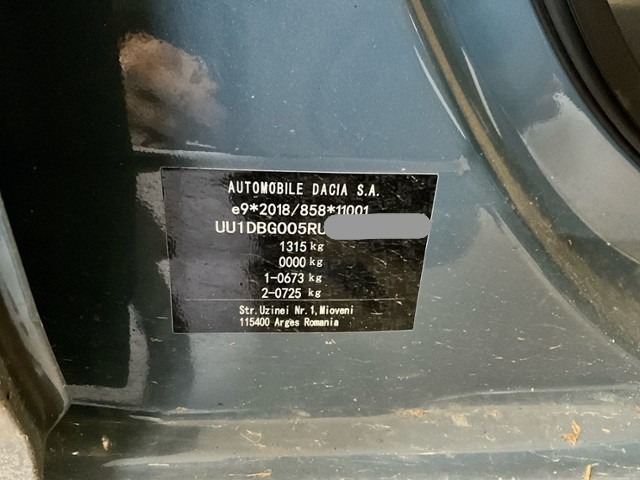 AUTOMOBILE DACIA S.A.
e9*2018/858*11001
UU1DBG005RU
1315 kg
0000 kg
1-0673 kg
2-0725 kg
Str.Uzinei Nr.1,Mioveni
115400 Arges Romania